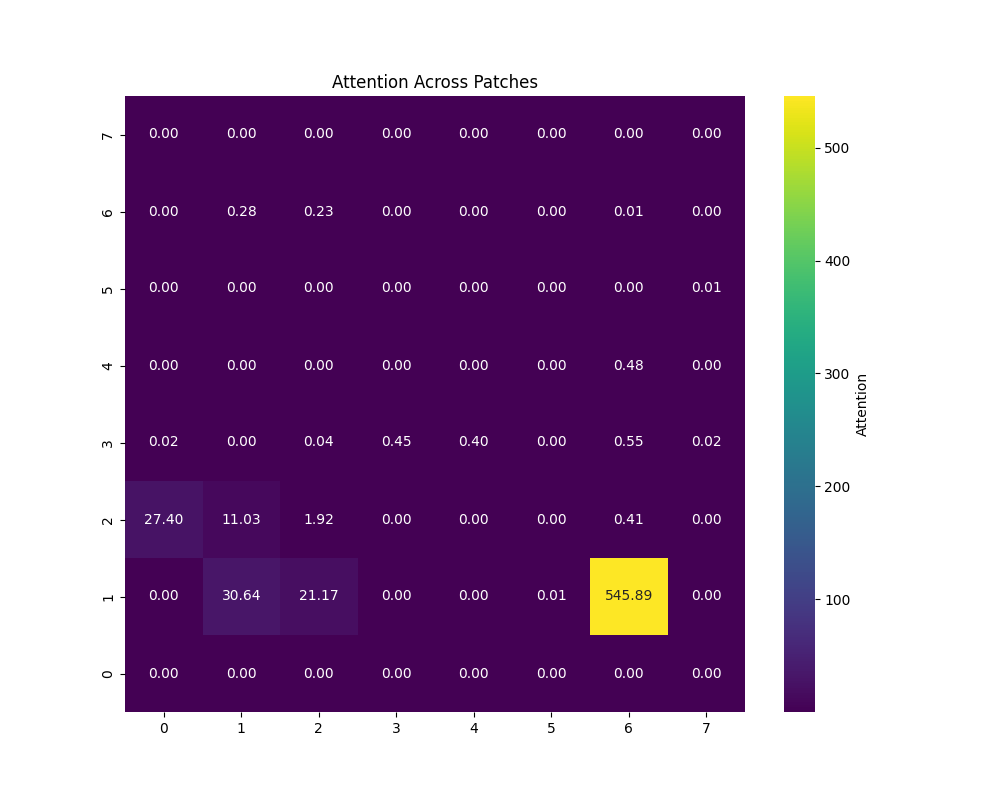 Attention Across Patches
7 0.00 0.00 0.00 0.00 0.00 0.00 0.00 0.00
6 0.00 0.28 0.23 0.00 0.00 0.00 0.01 0.00
5 0.00 0.00 0.00 0.00 0.00 0.00 0.00 0.01
4 0.00 0.00 0.00 0.00 0.00 0.00 0.48 0.00
3 0.02 0.00 0.04 0.45 0.40 0.00 0.55 0.02
2 27.40 11.03 1.92 0.00 0.00 0.00 0.41 0.00
1 0.00 30.64 21.17 0.00 0.00 0.01 545.89 0.00
0 0.00 0.00 0.00 0.00 0.00 0.00 0.00 0.00
0 1 2 3 4 5 6 7
500
400
300
200
100
Attention